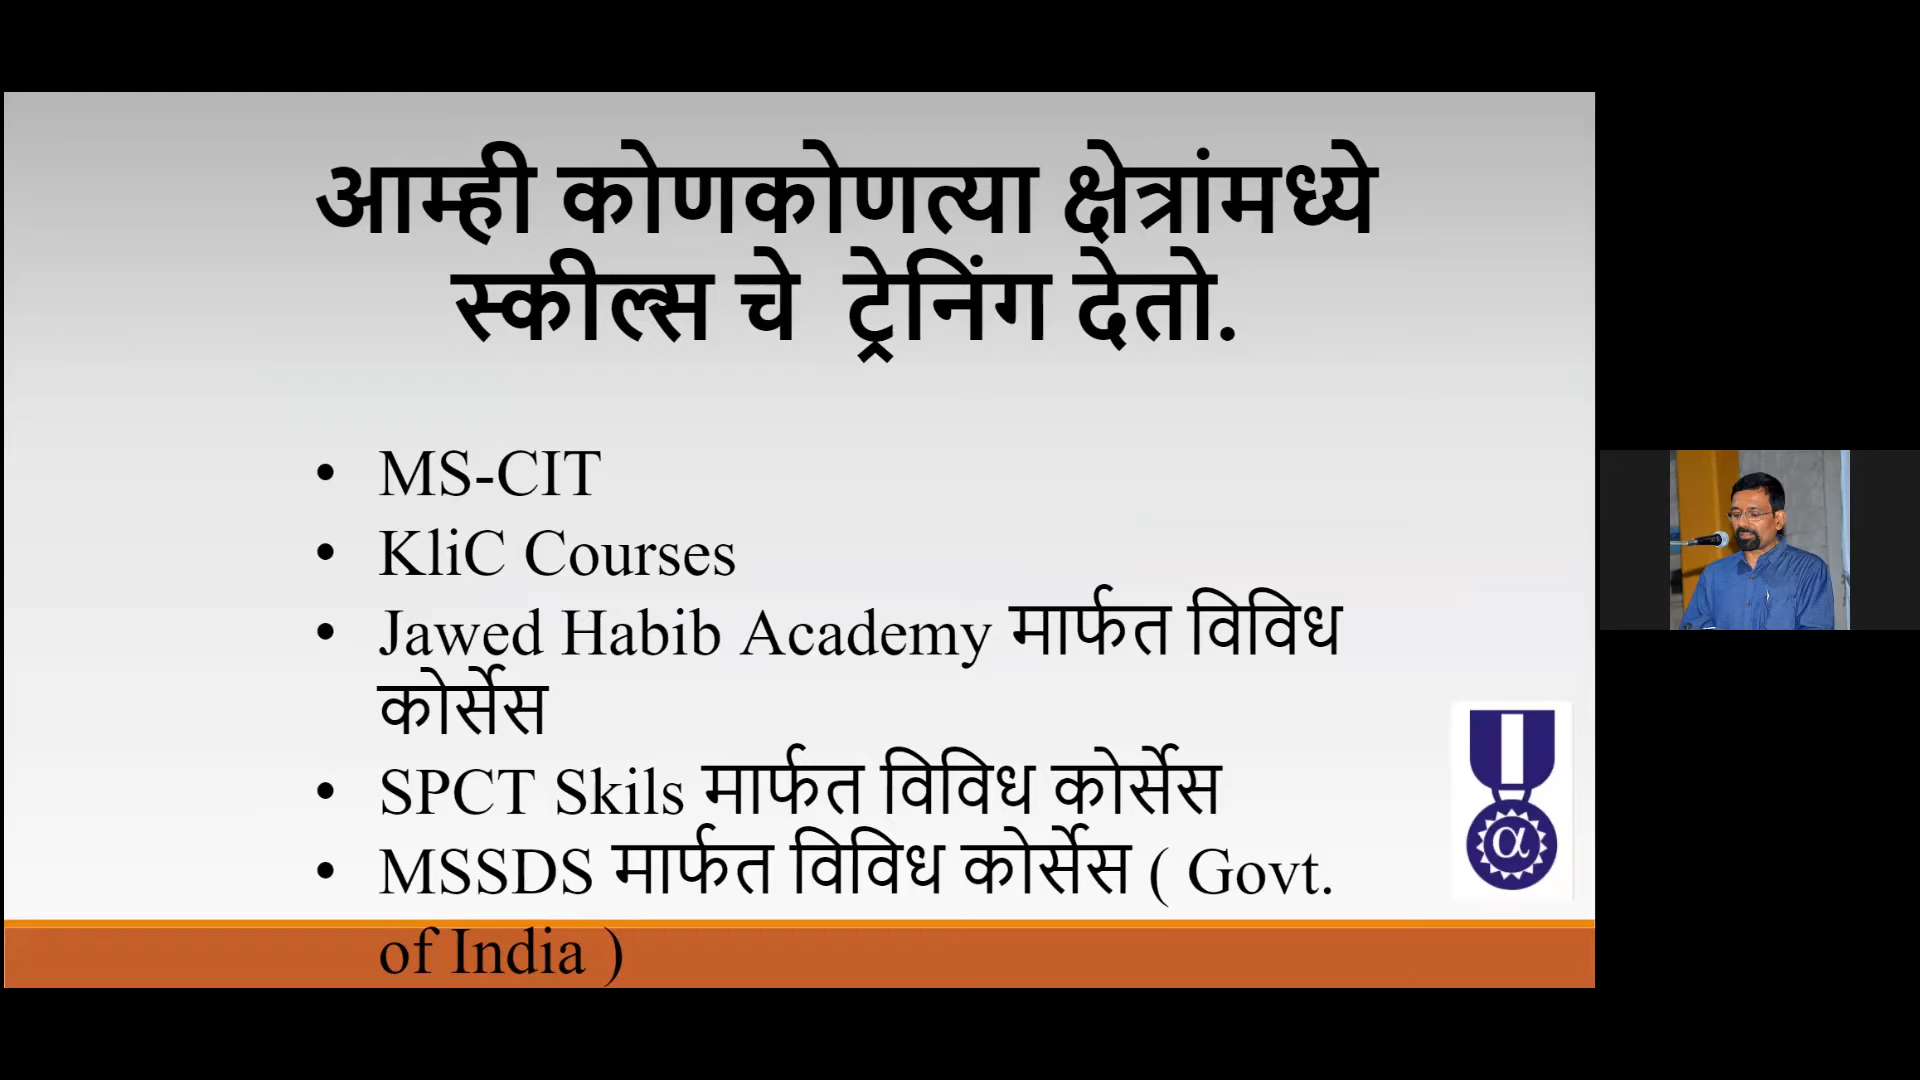 आम्ही कोणकोणत्या क्षेत्रांमध्ये
स्कील्स चे ट्रेनिंग देतो.
• MS-CIT
• KliC Courses
• Jawed Habib Academy मार्फत विविध
कोर्सेस
• SPCT Skils मार्फत विविध कोर्सेस
• MSSDS मार्फत विविध कोर्सेस ( Govt.
of India )
α